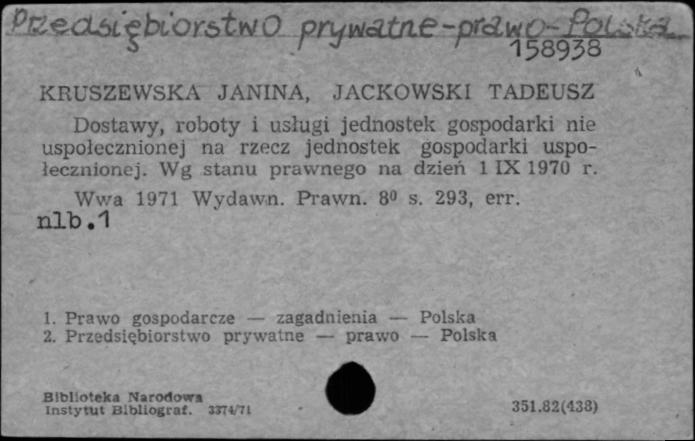 Przedsiębiorstwo prywatne-prawo-Polska
158938
KRUSZEWSKA JANINA, JACKOWSKI TADEUSZ
Dostawy, roboty i usługi jednostek gospodarki nie
uspołecznionej na rzecz jednostek gospodarki uspo-
łecznionej. Wg stanu prawnego na dzień 1 IX 1970 r.
Wwa 1971 Wydawn. Prawn. 8⁰ s. 293, err.
nlb.1
1. Prawo gospodarcze — zagadnienia — Polska
2. Przedsiębiorstwo prywatne — prawo — Polska
Biblioteka Narodowa
Instytut Bibliograf. 3374/71
351.82(438)